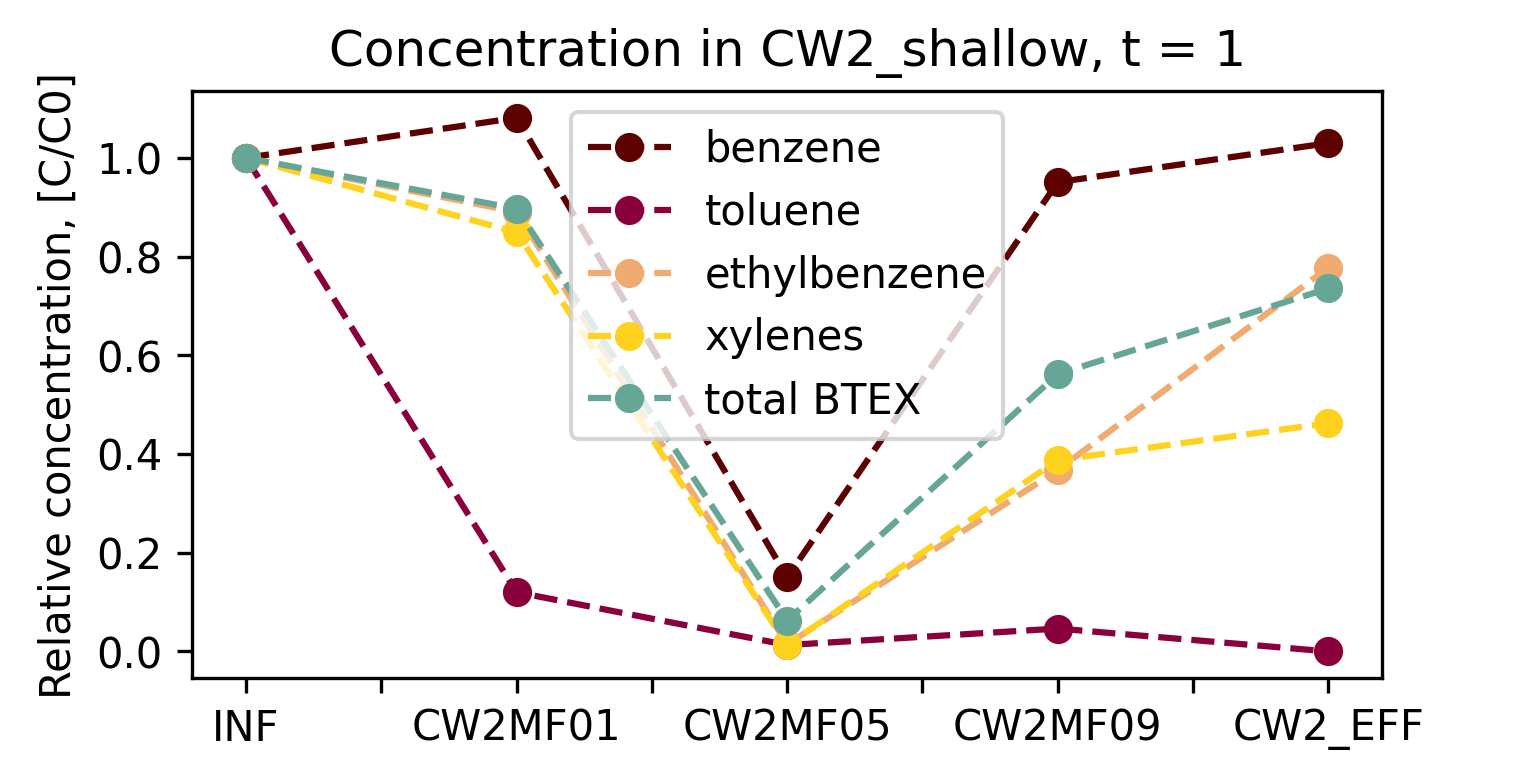 Concentration in CW2_shallow, t = 1
Relative concentration, [C/C0]
1.0
0.8
0.6
0.4
0.2
0.0
benzene
toluene
ethylbenzene
xylenes
total BTEX
INF
CW2MF01
CW2MF05
CW2MF09
CW2_EFF